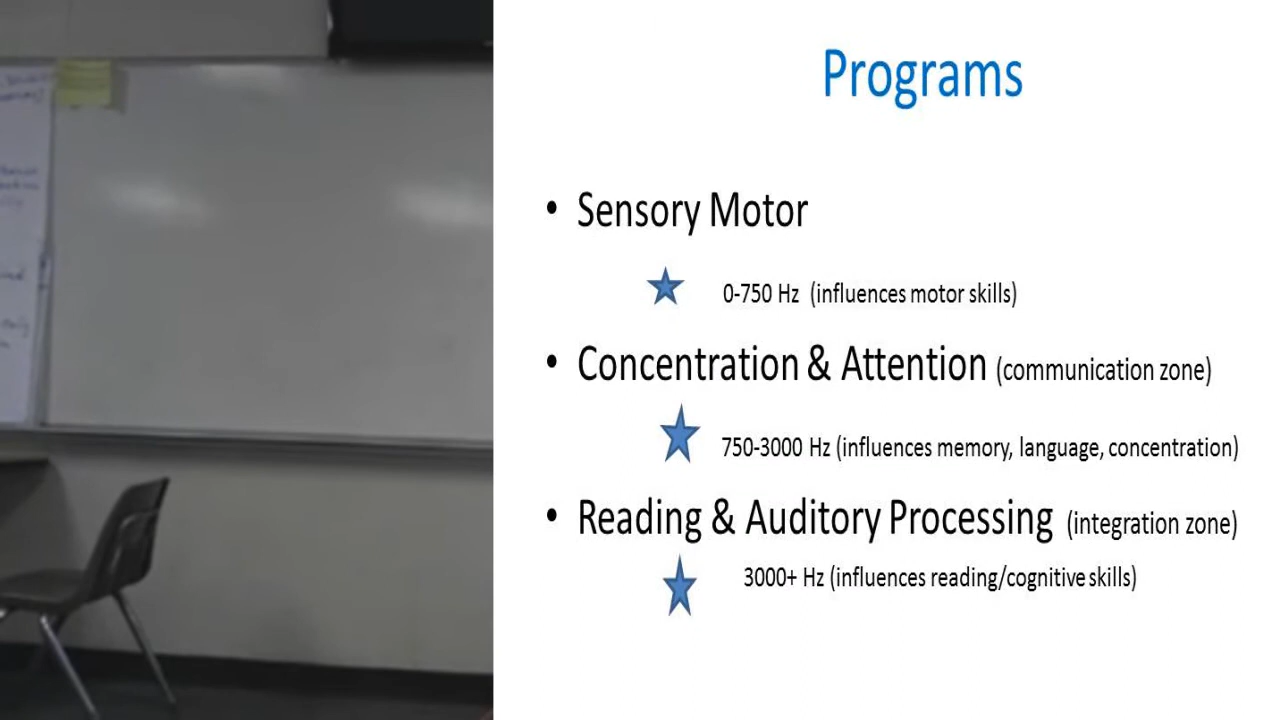 Programs
• Sensory Motor
0-750 Hz (influences motor skills)
• Concentration & Attention (communication zone)
750-3000 Hz (influences memory, language, concentration)
• Reading & Auditory Processing (integration zone)
3000+ Hz (influences reading/cognitive skills)